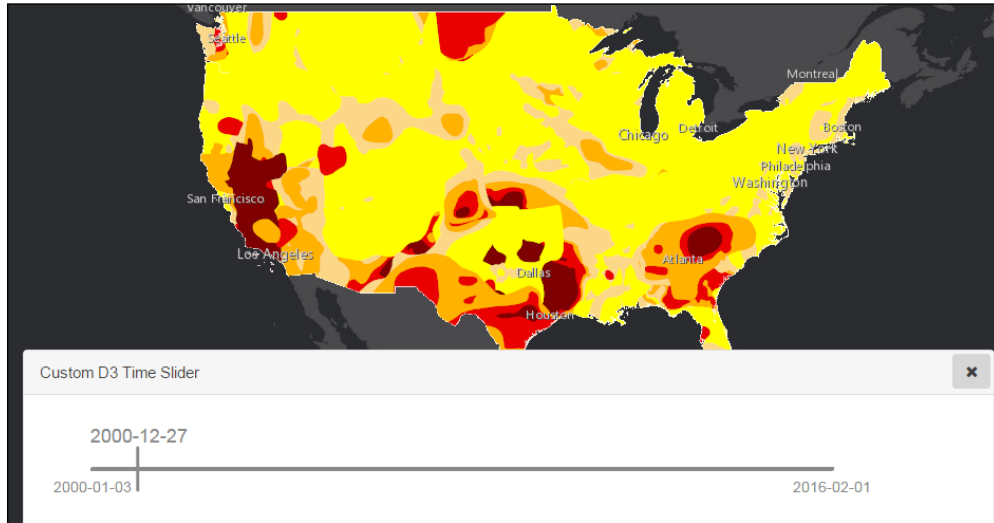 Vancouver
Seattle
Montreal
Chicago
Detroit
Boston
New York
Philadelphia
Washington
San Francisco
Los Angeles
Atlanta
Dallas
Houston
Custom D3 Time Slider
×
2000-12-27
2000-01-03
2016-02-01